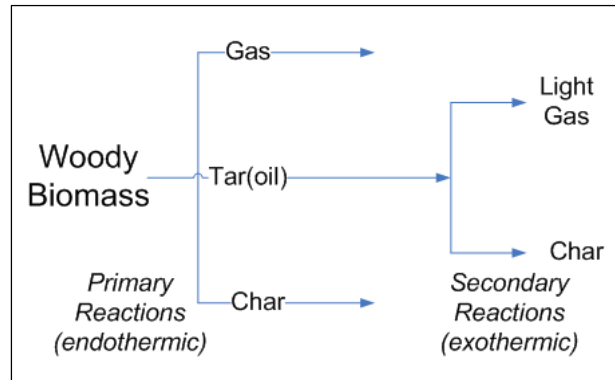 Gas
Light
Gas
Woody
Biomass
Tar(oil)
Char
Char
Primary
Reactions
(endothermic)
Secondary
Reactions
(exothermic)